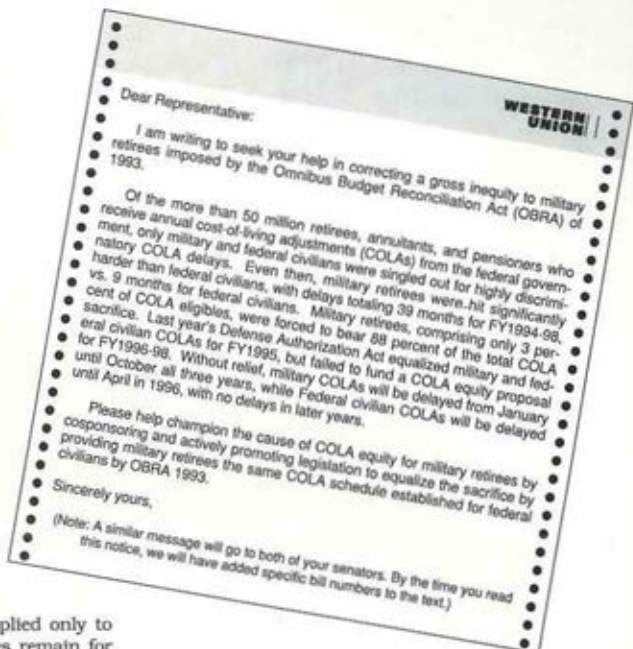 WESTERN
UNION
Dear Representative:
I am writing to seek your help in correcting a gross inequity to military
retirees imposed by the Omnibus Budget Reconciliation Act (OBRA) of
1993.
Of the more than 50 million retirees, annuitants, and pensioners who
receive annual cost-of-living adjustments (COLAs) from the federal govern-
ment, only military and federal civilians were singled out for highly discrimi-
natory COLA delays. Even then, military retirees were hit significantly
harder than federal civilians, with delays totaling 39 months for FY1994-98,
vs. 9 months for federal civilians. Military retirees, comprising only 3 per-
cent of COLA eligibles, were forced to bear 88 percent of the total COLA
sacrifice. Last year's Defense Authorization Act equalized military and fed-
eral civilian COLAs for FY1995, but failed to fund a COLA equity proposal
for FY1996-98. Without relief, military COLAs will be delayed from January
until October all three years, while Federal civilian COLAs will be delayed
until April in 1996, with no delays in later years.
Please help champion the cause of COLA equity for military retirees by
cosponsoring and actively promoting legislation to equalize the sacrifice by
providing military retirees the same COLA schedule established for federal
civilians by OBRA 1993.
Sincerely yours,
(Note: A similar message will go to both of your senators. By the time you read
this notice, we will have added specific bill numbers to the text.)
plied only to
es remain for